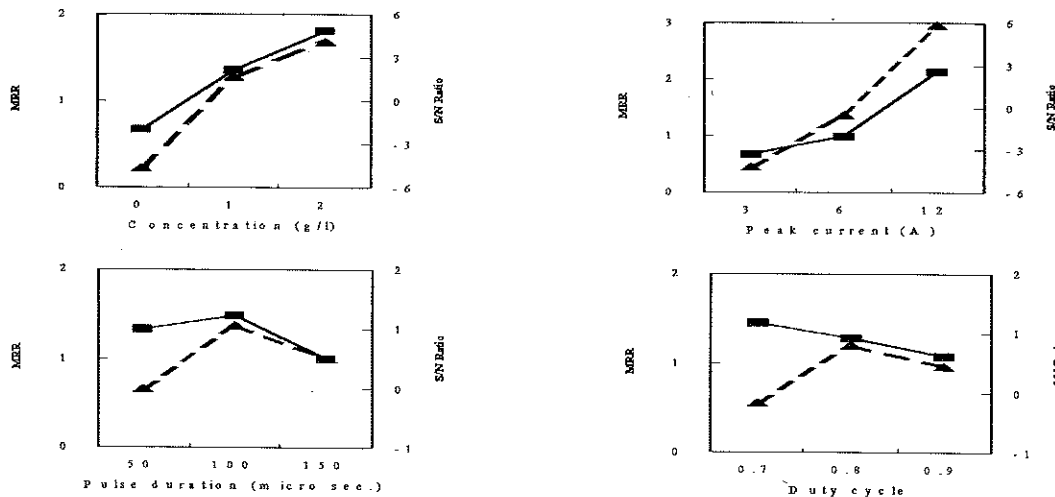 2
1
0
MRR
6
3
0
- 3
- 6
S/N Ratio
0 1 2
Concentration (g/l)
3
2
1
0
MRR
6
3
0
- 3
- 6
S/N Ratio
3 6 12
Peak current (A)
2
1
0
MRR
2
1
0
- 1
S/N Ratio
50 100 150
Pulse duration (micro sec.)
2
1
0
MRR
2
1
0
- 1
0.7 0.8 0.9
Duty cycle